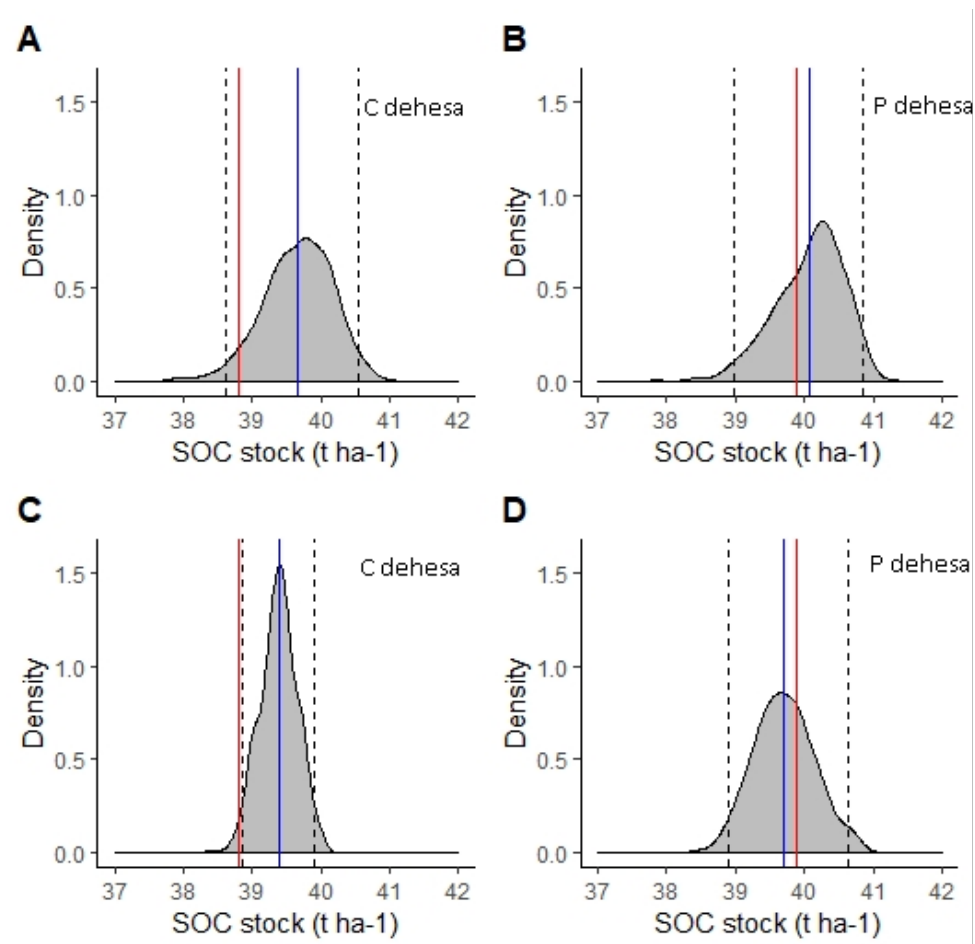 A
B
C dehesa
P dehesa
1.5
1.0
0.5
0.0
Density
37 38 39 40 41 42
SOC stock (t ha-1)
1.5
1.0
0.5
0.0
Density
37 38 39 40 41 42
SOC stock (t ha-1)
C
D
C dehesa
P dehesa
1.5
1.0
0.5
0.0
Density
37 38 39 40 41 42
SOC stock (t ha-1)
1.5
1.0
0.5
0.0
Density
37 38 39 40 41 42
SOC stock (t ha-1)